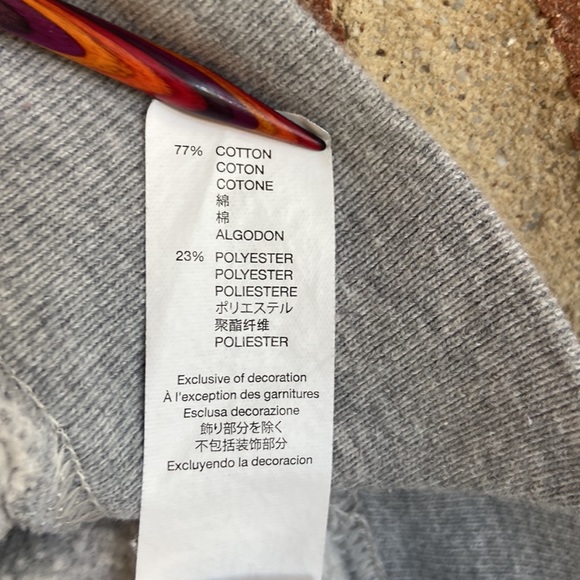 77% COTTON
COTON
COTONE
綿
棉
ALGODON
23% POLYESTER
POLYESTER
POLIESTERE
ポリエステル
聚酯纤维
POLIESTER
Exclusive of decoration
À l'exception des garnitures
Esclusa decorazione
飾り部分を除く
不包括装饰部分
Excluyendo la decoracion